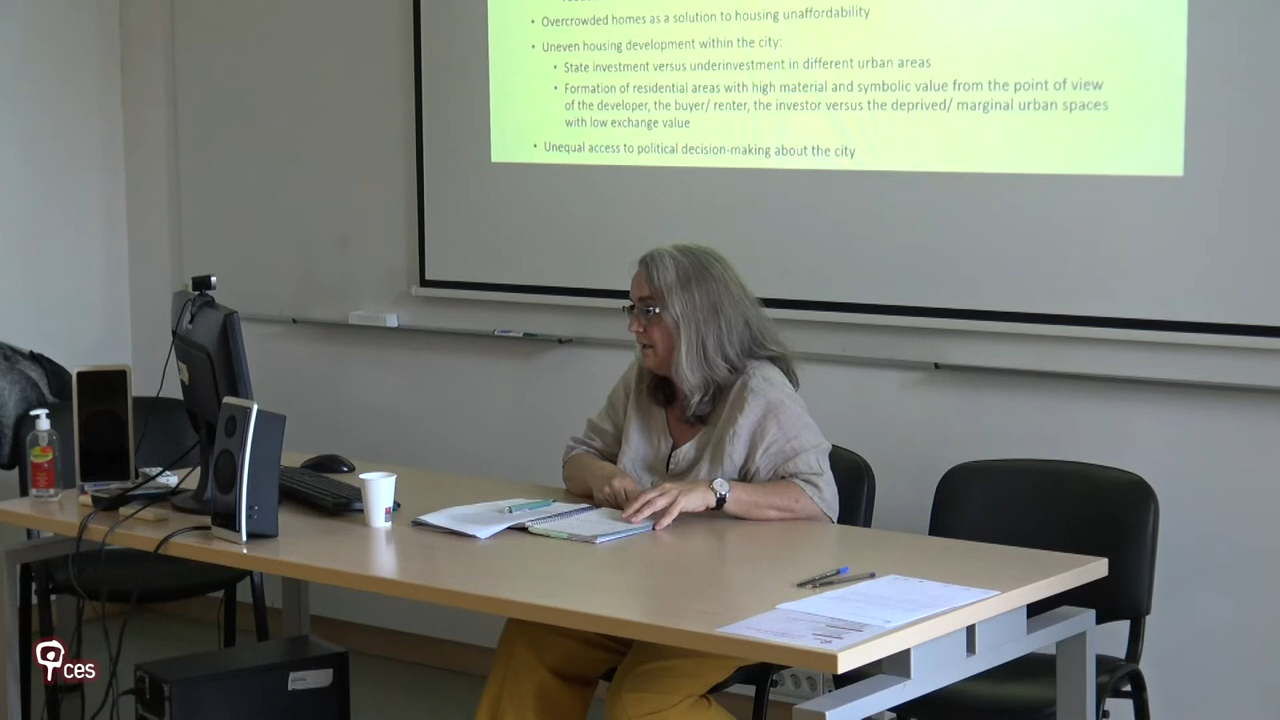 • Overcrowded homes as a solution to housing unaffordability
• Uneven housing development within the city:
• State investment versus underinvestment in different urban areas
• Formation of residential areas with high material and symbolic value from the point of view
of the developer, the buyer/ renter, the investor versus the deprived/ marginal urban spaces
with low exchange value
• Unequal access to political decision-making about the city
ces